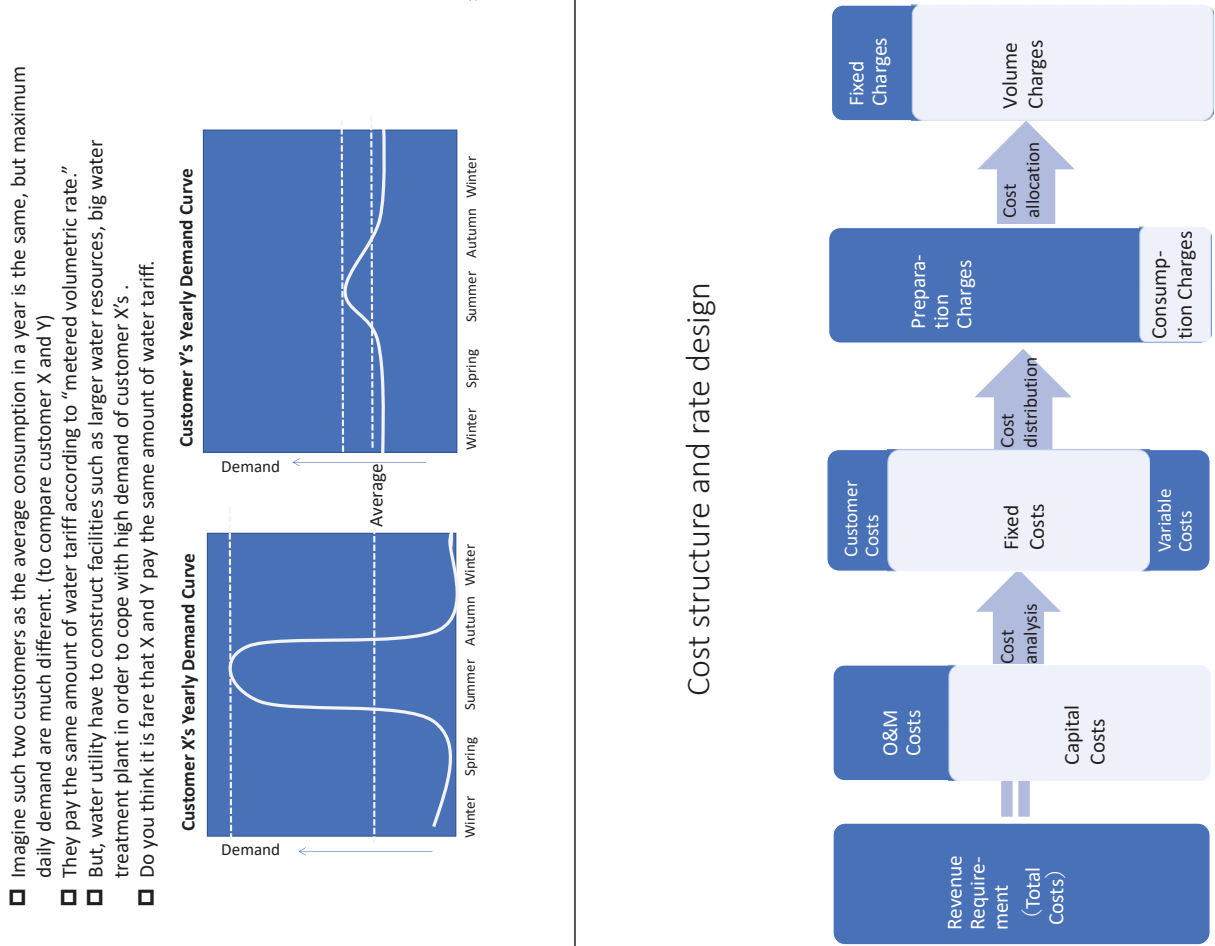 Imagine such two customers as the average consumption in a year is the same, but maximum
daily demand are much different. (to compare customer X and Y)
They pay the same amount of water tariff according to “metered volumetric rate.”
But, water utility have to construct facilities such as larger water resources, big water
treatment plant in order to cope with high demand of customer X’s .
Do you think it is fare that X and Y pay the same amount of water tariff.
Customer X’s Yearly Demand Curve
Demand
Average
Winter Spring Summer Autumn Winter
Customer Y’s Yearly Demand Curve
Demand
Winter Spring Summer Autumn Winter
Cost structure and rate design
Revenue
Require-
ment
(Total
Costs)
O&M
Costs
Capital
Costs
Cost
analysis
Customer
Costs
Fixed
Costs
Variable
Costs
Cost
distribution
Prepara-
tion
Charges
Consump-
tion Charges
Cost
allocation
Fixed
Charges
Volume
Charges